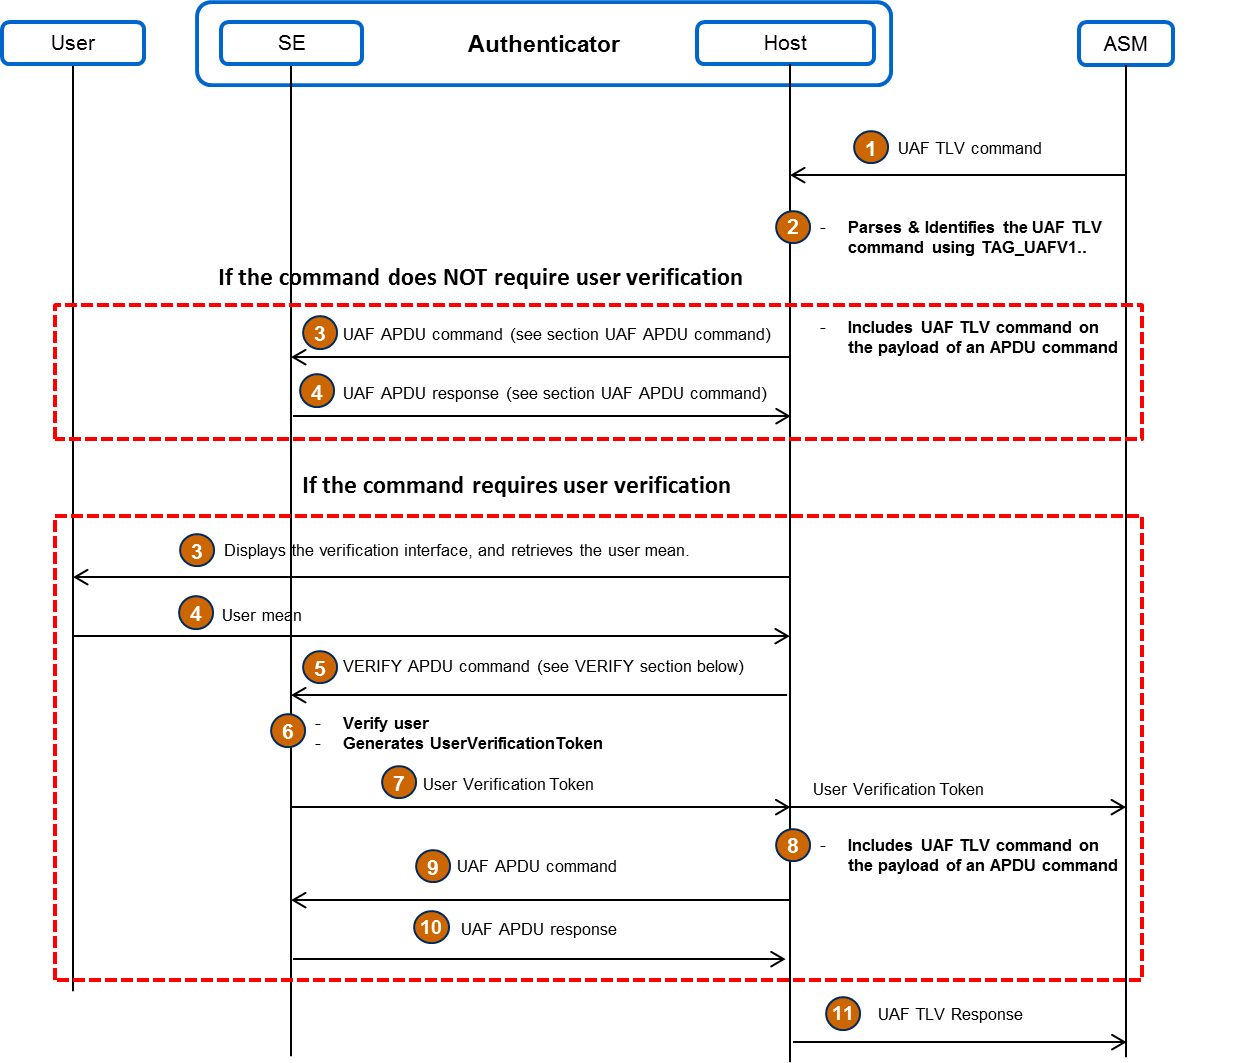 User
SE
Authenticator
Host
ASM
1 UAF TLV command
2 - Parses & Identifies the UAF TLV
command using TAG_UAFV1..
If the command does NOT require user verification
3 UAF APDU command (see section UAF APDU command)
- Includes UAF TLV command on
the payload of an APDU command
4 UAF APDU response (see section UAF APDU command)
If the command requires user verification
3 Displays the verification interface, and retrieves the user mean.
4 User mean
5 VERIFY APDU command (see VERIFY section below)
6 - Verify user
- Generates UserVerificationToken
7 User Verification Token
User Verification Token
8 - Includes UAF TLV command on
the payload of an APDU command
9 UAF APDU command
10 UAF APDU response
11 UAF TLV Response